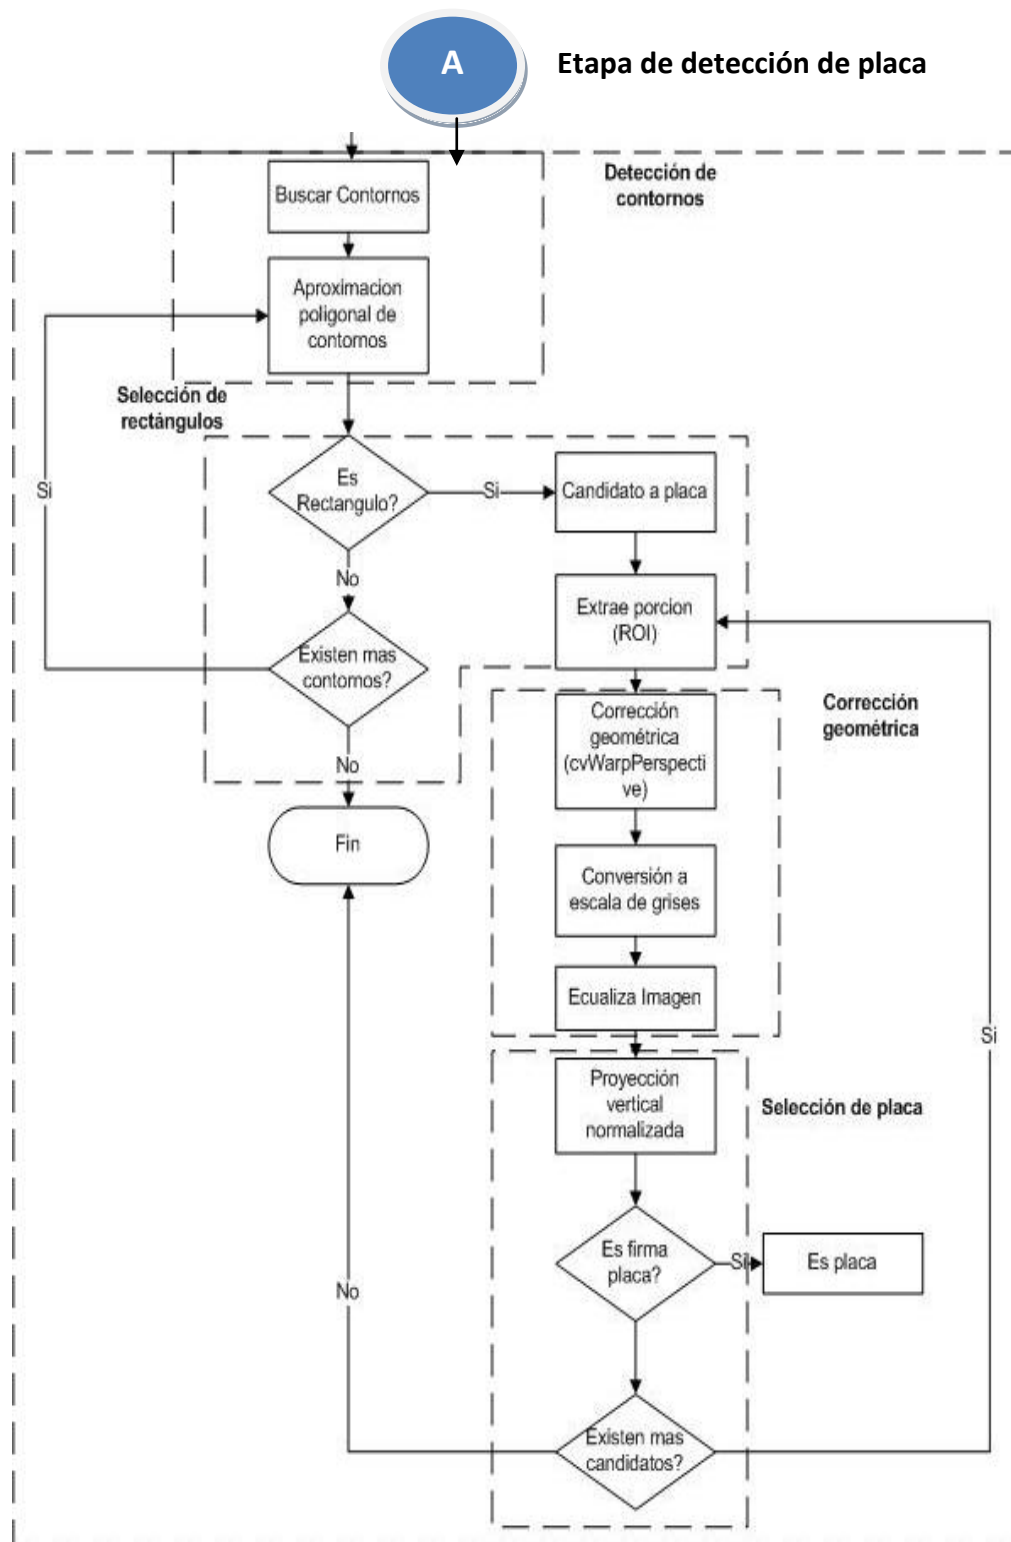 A
Etapa de detección de placa
Detección de
contornos
Buscar Contornos
Aproximacion
poligonal de
contornos
Selección de
rectángulos
Si
Es
Rectangulo?
Si
Candidato a placa
No
Extrae porcion
(ROI)
Existen mas
contornos?
Corrección
geométrica
Corrección
geométrica
(cvWarpPerspecti
ve)
No
Fin
Conversión a
escala de grises
Ecualiza Imagen
Si
Proyección
vertical
normalizada
Selección de placa
Es firma
placa?
Si
Es placa
No
Existen mas
candidatos?